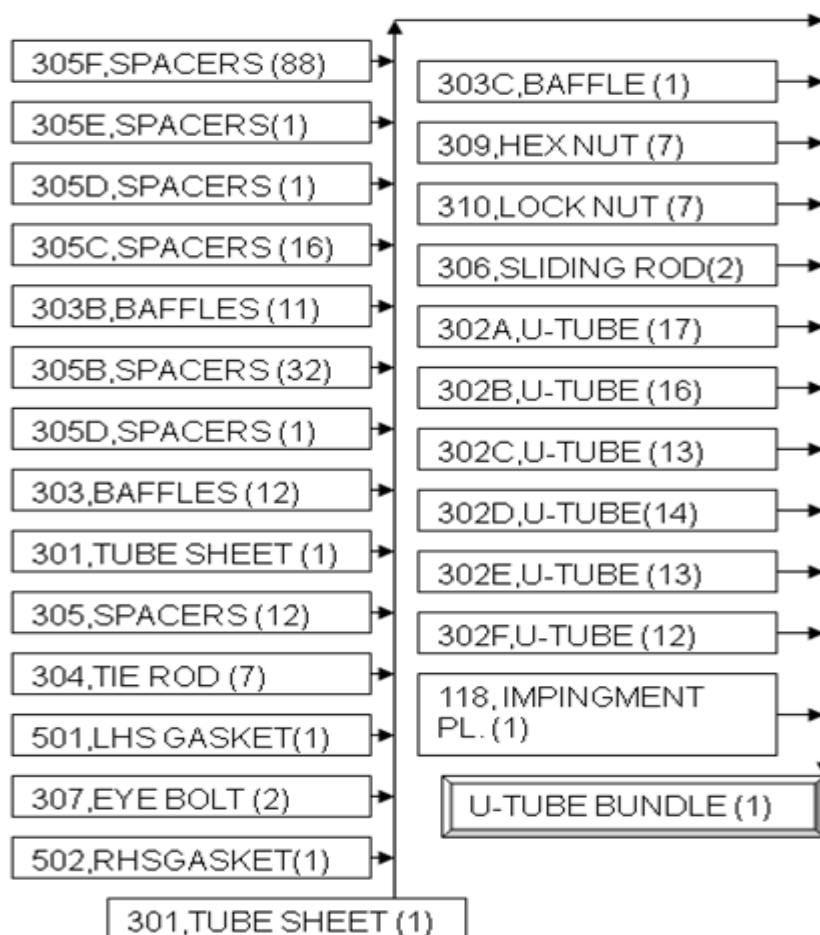 305F,SPACERS (88)
305E,SPACERS(1)
305D,SPACERS (1)
305C,SPACERS (16)
303B,BAFFLES (11)
305B,SPACERS (32)
305D,SPACERS (1)
303,BAFFLES (12)
301,TUBE SHEET (1)
305,SPACERS (12)
304,TIE ROD (7)
501,LHS GASKET(1)
307,EYE BOLT (2)
502,RHSGASKET(1)
301,TUBE SHEET (1)
303C,BAFFLE (1)
309,HEX NUT (7)
310,LOCK NUT (7)
306,SLIDING ROD(2)
302A,U-TUBE (17)
302B,U-TUBE (16)
302C,U-TUBE (13)
302D,U-TUBE(14)
302E,U-TUBE (13)
302F,U-TUBE (12)
118,IMPINGMENT
PL. (1)
U-TUBE BUNDLE (1)